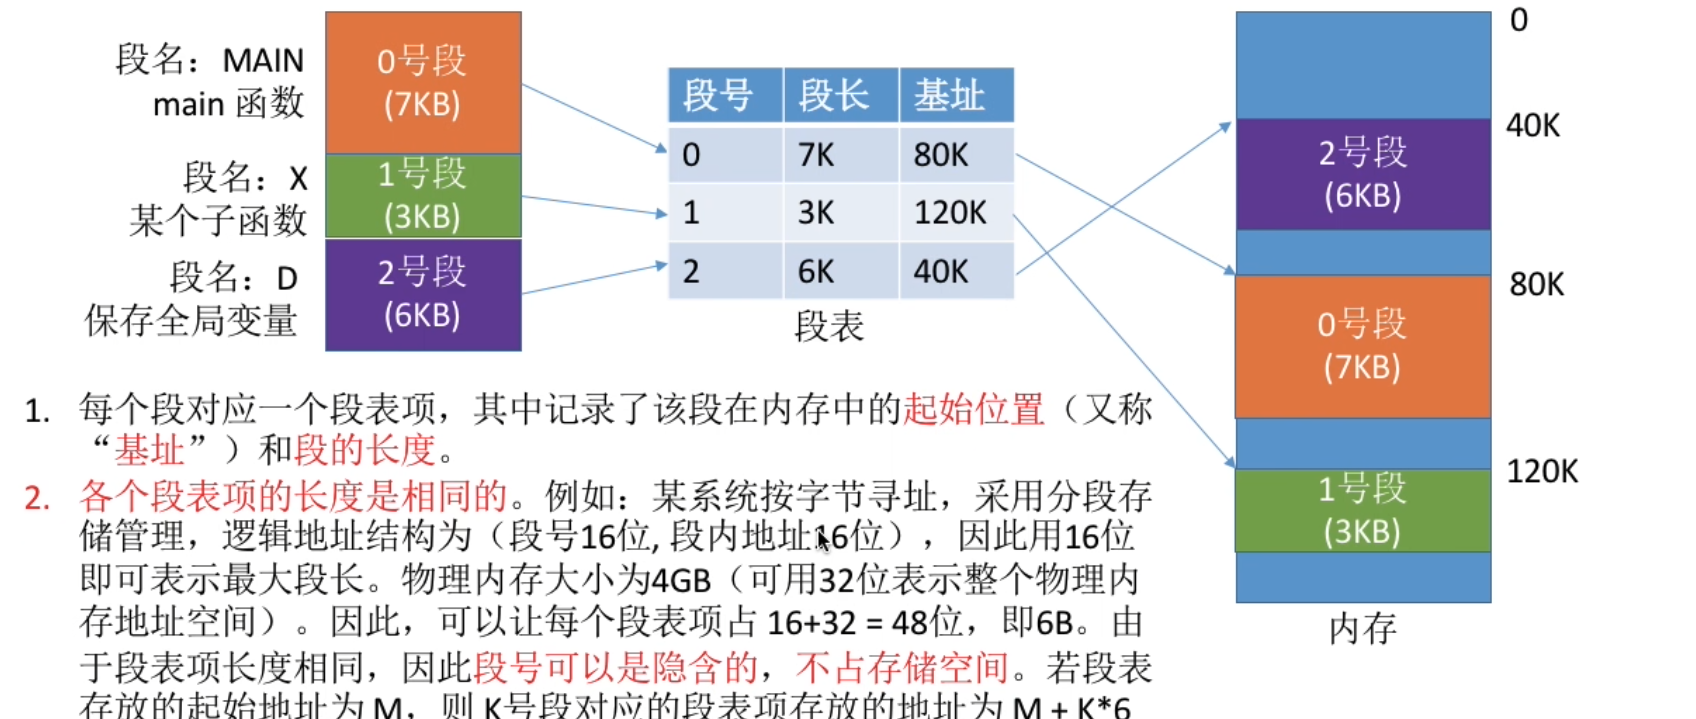 段名：MAIN
main 函数
段名：X
某个子函数
段名：D
保存全局变量
0号段
(7KB)
1号段
(3KB)
2号段
(6KB)
段号 段长 基址
0 7K 80K
1 3K 120K
2 6K 40K
段表
0
40K
2号段
(6KB)
80K
0号段
(7KB)
120K
1号段
(3KB)
内存
1. 每个段对应一个段表项，其中记录了该段在内存中的起始位置（又称
“基址”）和段的长度。
2. 各个段表项的长度是相同的。例如：某系统按字节寻址，采用分段存
储管理，逻辑地址结构为（段号16位, 段内地址16位），因此用16位
即可表示最大段长。物理内存大小为4GB（可用32位表示整个物理内
存地址空间）。因此，可以让每个段表项占 16+32 = 48位，即6B。由
于段表项长度相同，因此段号可以是隐含的，不占存储空间。若段表
存放的起始地址为 M，则 K号段对应的段表项存放的地址为 M + K*6